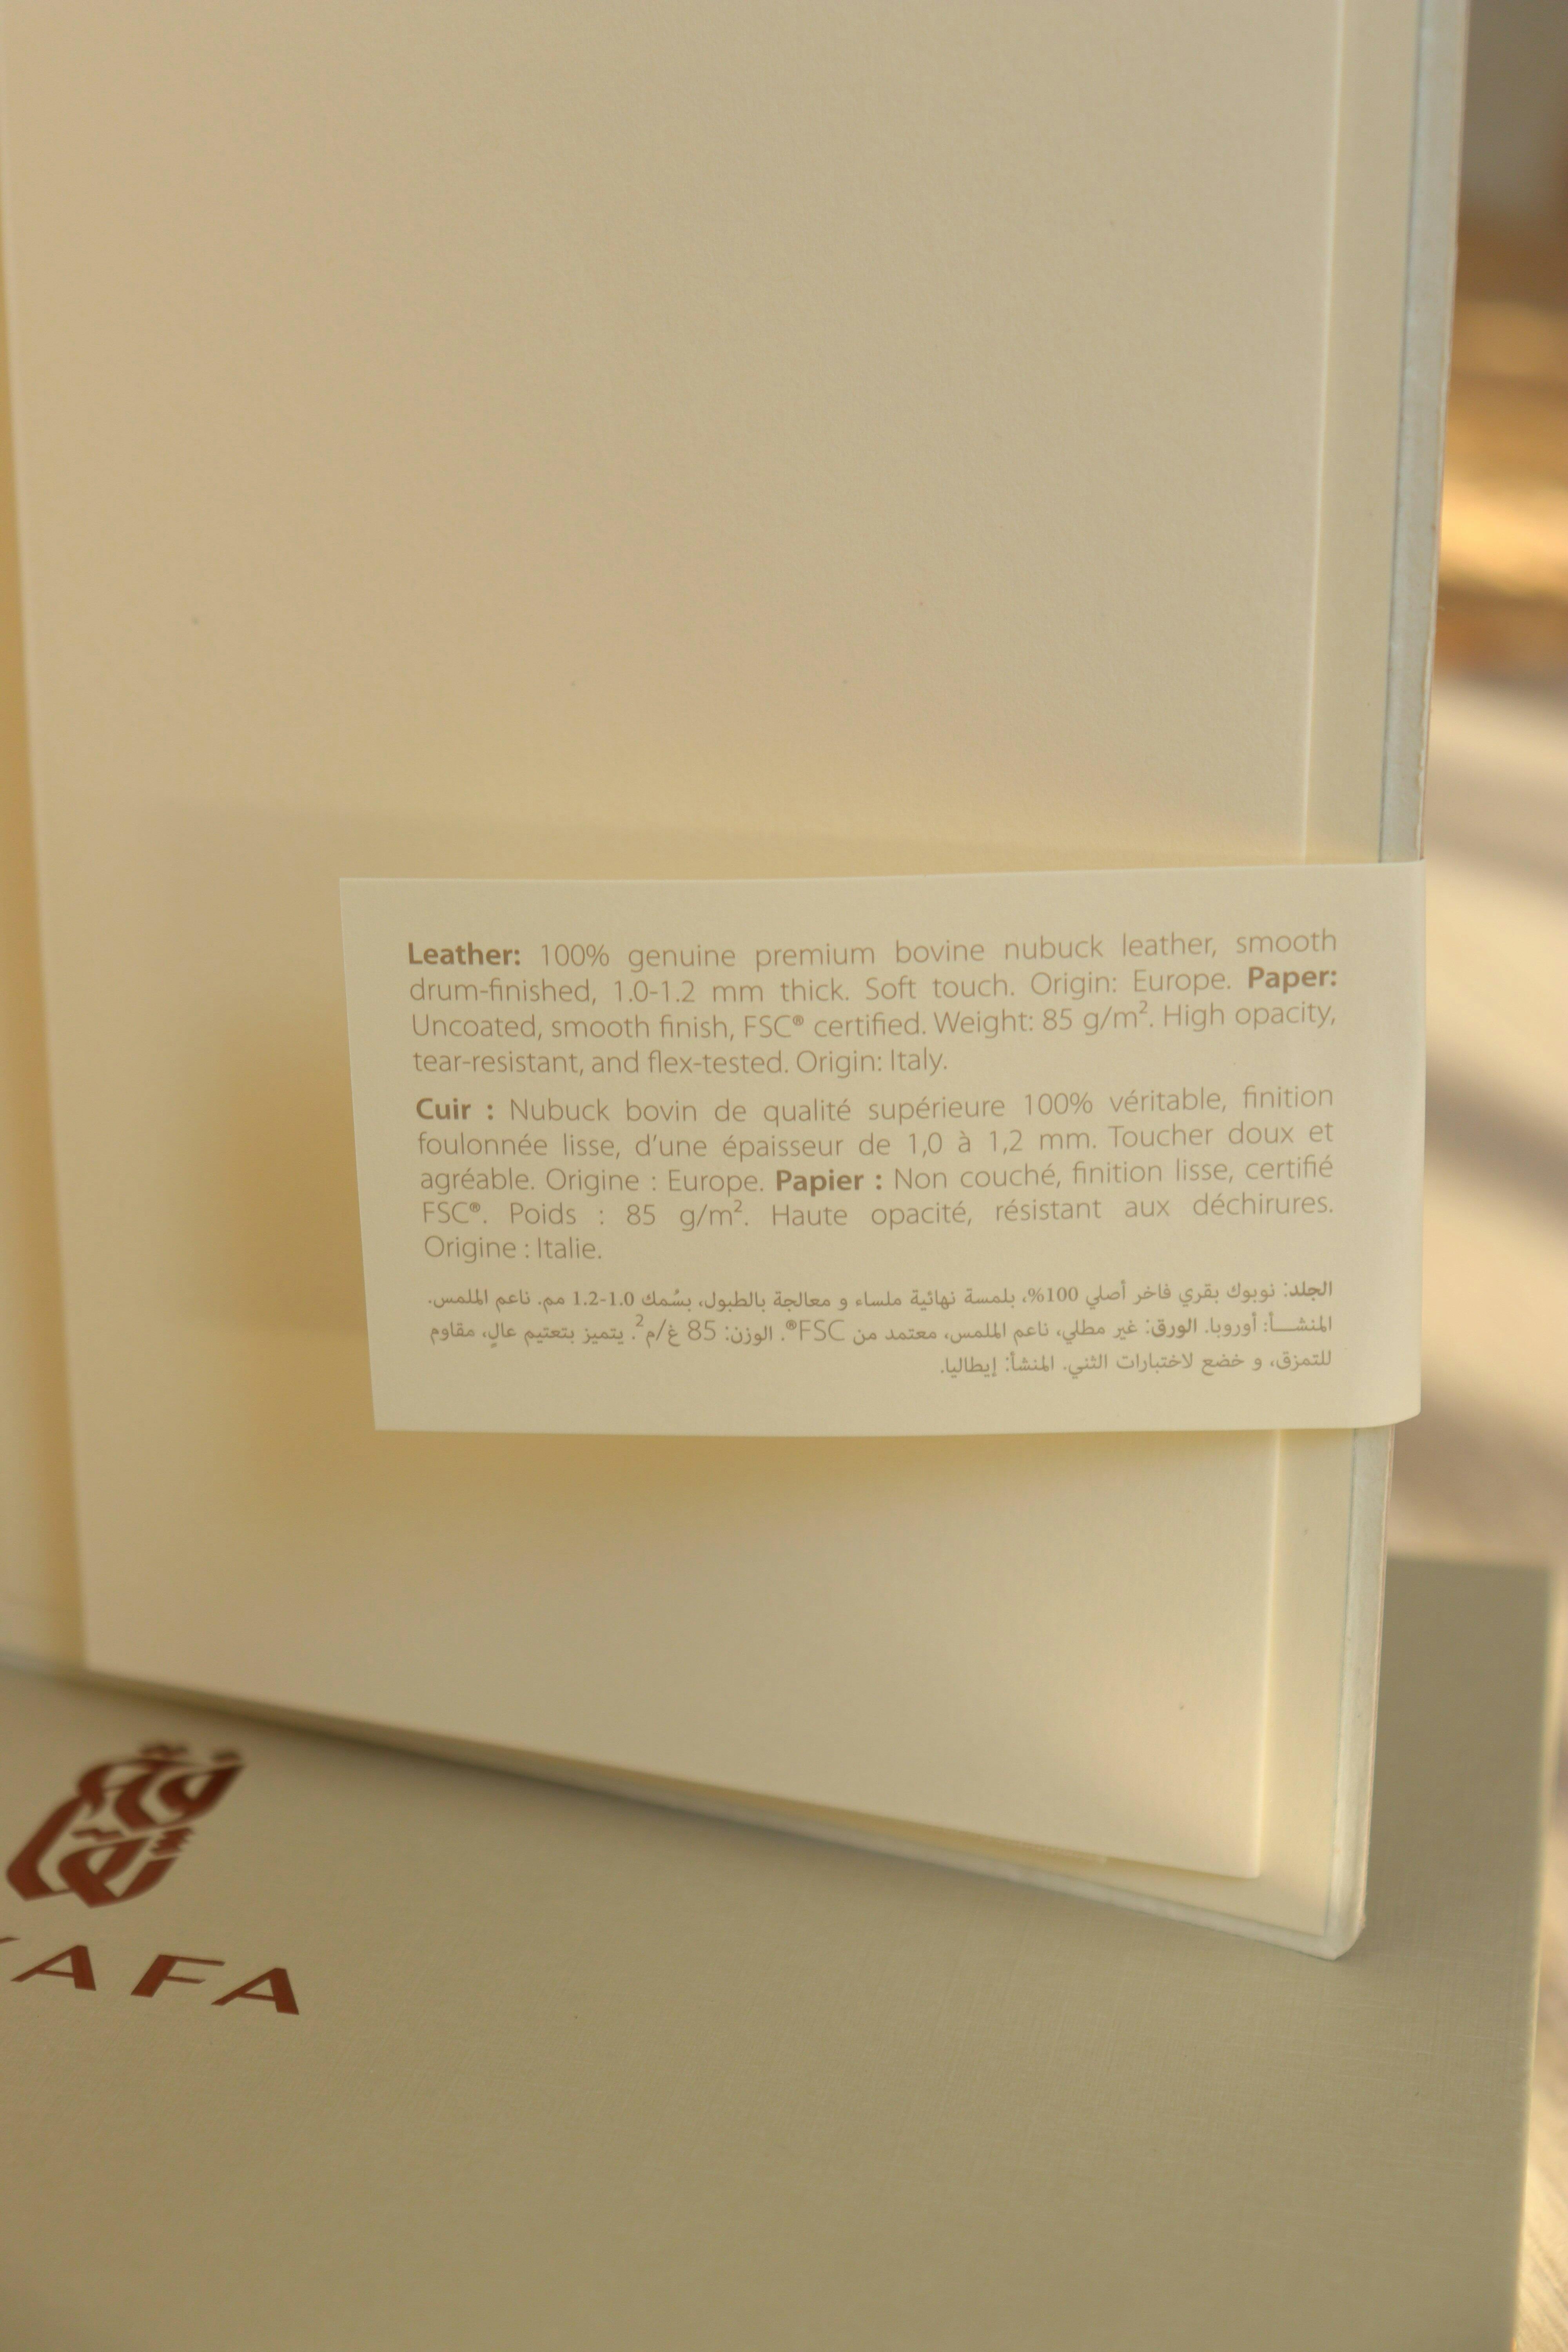 Leather: 100% genuine premium bovine nubuck leather, smooth
drum-finished, 1.0-1.2 mm thick. Soft touch. Origin: Europe. Paper:
Uncoated, smooth finish, FSC® certified. Weight: 85 g/m². High opacity,
tear-resistant, and flex-tested. Origin: Italy.
Cuir : Nubuck bovin de qualité supérieure 100% véritable, finition
foulonnée lisse, d'une épaisseur de 1,0 à 1,2 mm. Toucher doux et
agréable. Origine : Europe. Papier : Non couché, finition lisse, certifié
FSC®. Poids : 85 g/m². Haute opacité, résistant aux déchirures.
Origine : Italie.
الجلد: نوبوك بقري فاخر أصلي 100%، بلمسة نهائية ملساء و معالجة بالطبول، بسُمك 1.0-1.2 مم. ناعم الملمس.
المنشـــأ: أوروبا. الورق: غير مطلي، ناعم الملمس، معتمد من FSC®. الوزن: 85 غ/م². يتميز بتعتيم عالٍ، مقاوم
للتمزق، و خضع لاختبارات الثني. المنشأ: إيطاليا.
AFA